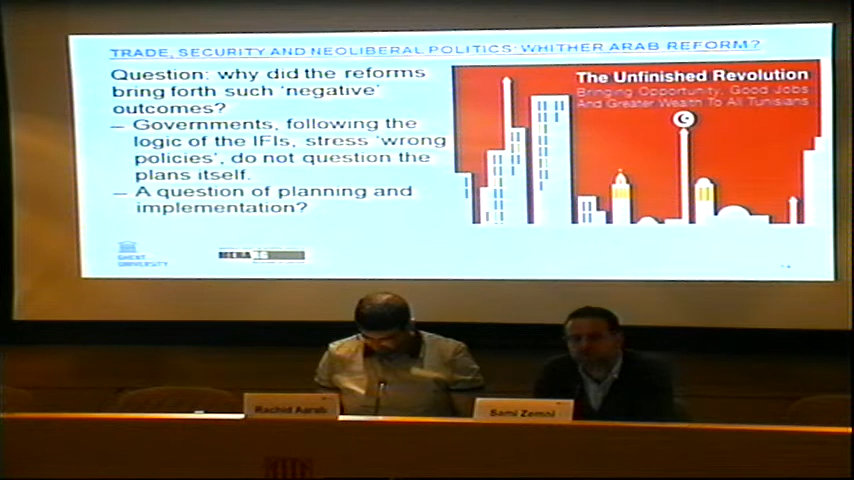 TRADE, SECURITY AND NEOLIBERAL POLITICS: WHITHER ARAB REFORM?
Question: why did the reforms
bring forth such 'negative'
outcomes?
– Governments, following the
logic of the IFIs, stress 'wrong
policies', do not question the
plans itself.
– A question of planning and
implementation?
The Unfinished Revolution
Bringing Opportunity, Good Jobs
And Greater Wealth To All Tunisians
GHENT
UNIVERSITY
Rachid Aarab
Sami Zemni